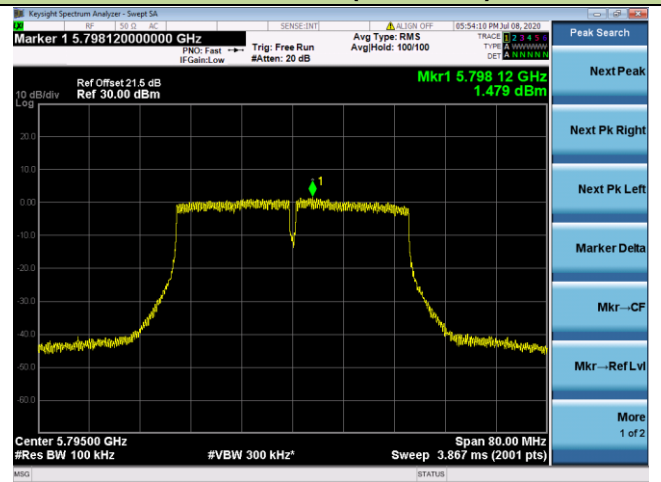 Keysight Spectrum Analyzer - Swept SA
RF 50 Ω AC SENSE:INT ALIGN OFF 05:54:10 PM Jul 08, 2020
Marker 1 5.798120000000 GHz
PNO: Fast
IFGain:Low
Trig: Free Run
#Atten: 20 dB
Avg Type: RMS
Avg|Hold: 100/100
TRACE 1 2 3 4 5 6
TYPE A WWWWW
DET A NNNNN
Peak Search
Ref Offset 21.5 dB
10 dB/div Ref 30.00 dBm
Log
Mkr1 5.798 12 GHz
1.479 dBm
20.0
10.0
0.00
-10.0
-20.0
-30.0
-40.0
-50.0
-60.0
1
Next Peak
Next Pk Right
Next Pk Left
Marker Delta
Mkr→CF
Mkr→Ref Lvl
More
1 of 2
Center 5.79500 GHz Span 80.00 MHz
#Res BW 100 kHz #VBW 300 kHz* Sweep 3.867 ms (2001 pts)
MSG STATUS